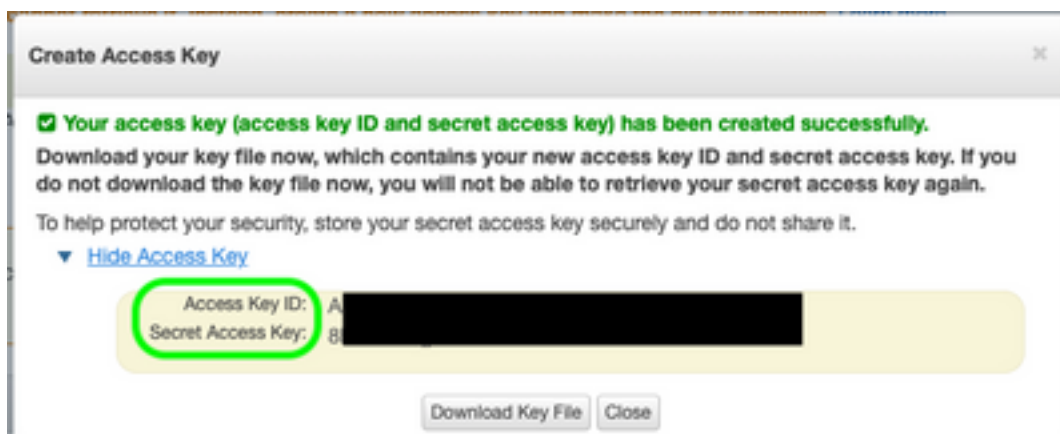 Create Access Key ×
Your access key (access key ID and secret access key) has been created successfully.
Download your key file now, which contains your new access key ID and secret access key. If you
do not download the key file now, you will not be able to retrieve your secret access key again.
To help protect your security, store your secret access key securely and do not share it.
Hide Access Key
Access Key ID: A
Secret Access Key: 8
Download Key File Close